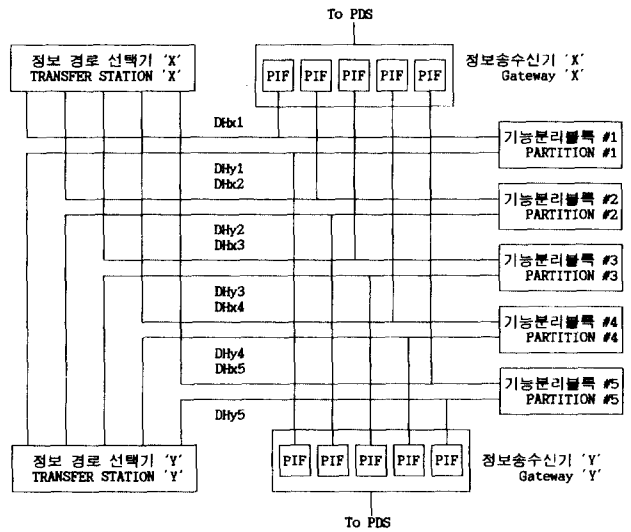 To PDS
정보 경로 선택기 'X'
TRANSFER STATION 'X'
PIF PIF PIF PIF PIF
정보송수신기 'X'
Gateway 'X'
DHx1
기능분리블록 #1
PARTITION #1
DHy1
DHx2
기능분리블록 #2
PARTITION #2
DHy2
DHx3
기능분리블록 #3
PARTITION #3
DHy3
DHx4
기능분리블록 #4
PARTITION #4
DHy4
DHx5
기능분리블록 #5
PARTITION #5
DHy5
정보 경로 선택기 'Y'
TRANSFER STATION 'Y'
PIF PIF PIF PIF PIF
정보송수신기 'Y'
Gateway 'Y'
To PDS